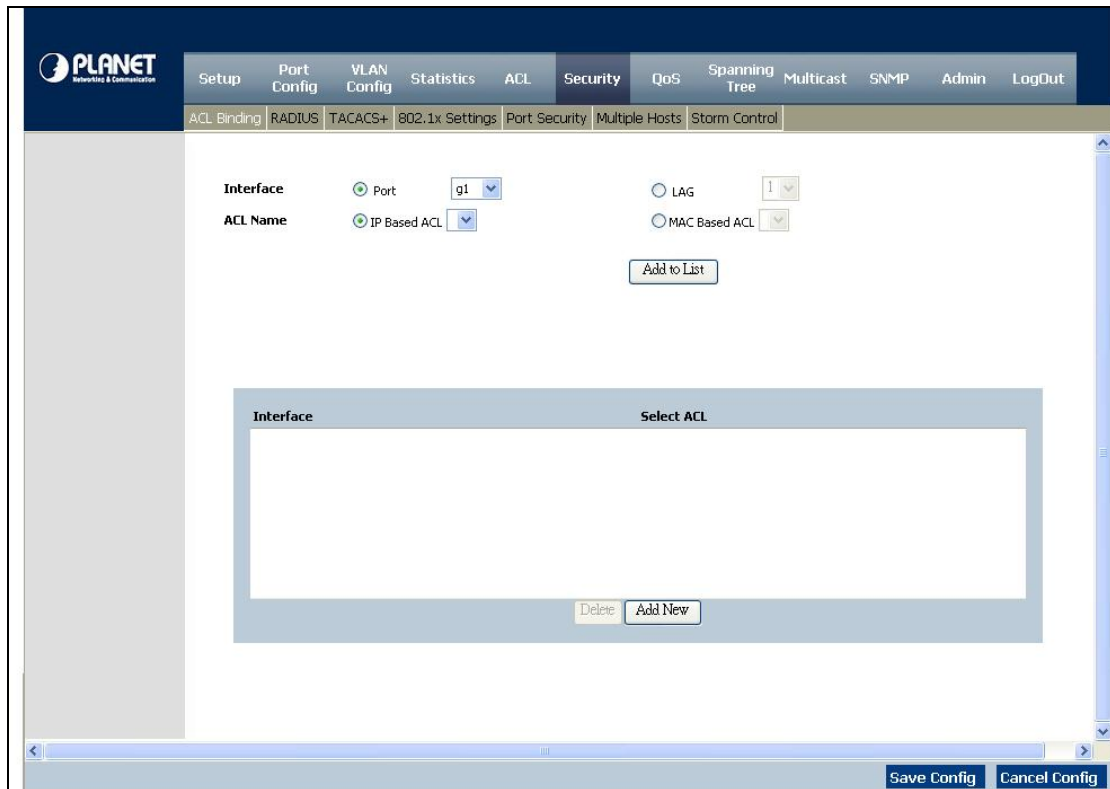 PLANET
Networking & Communication
Setup Port Config VLAN Config Statistics ACL Security QoS Spanning Tree Multicast SNMP Admin LogOut
ACL Binding RADIUS TACACS+ 802.1x Settings Port Security Multiple Hosts Storm Control
Interface Port g1 LAG 1
ACL Name IP Based ACL MAC Based ACL
Add to List
Interface Select ACL
Delete Add New
Save Config Cancel Config